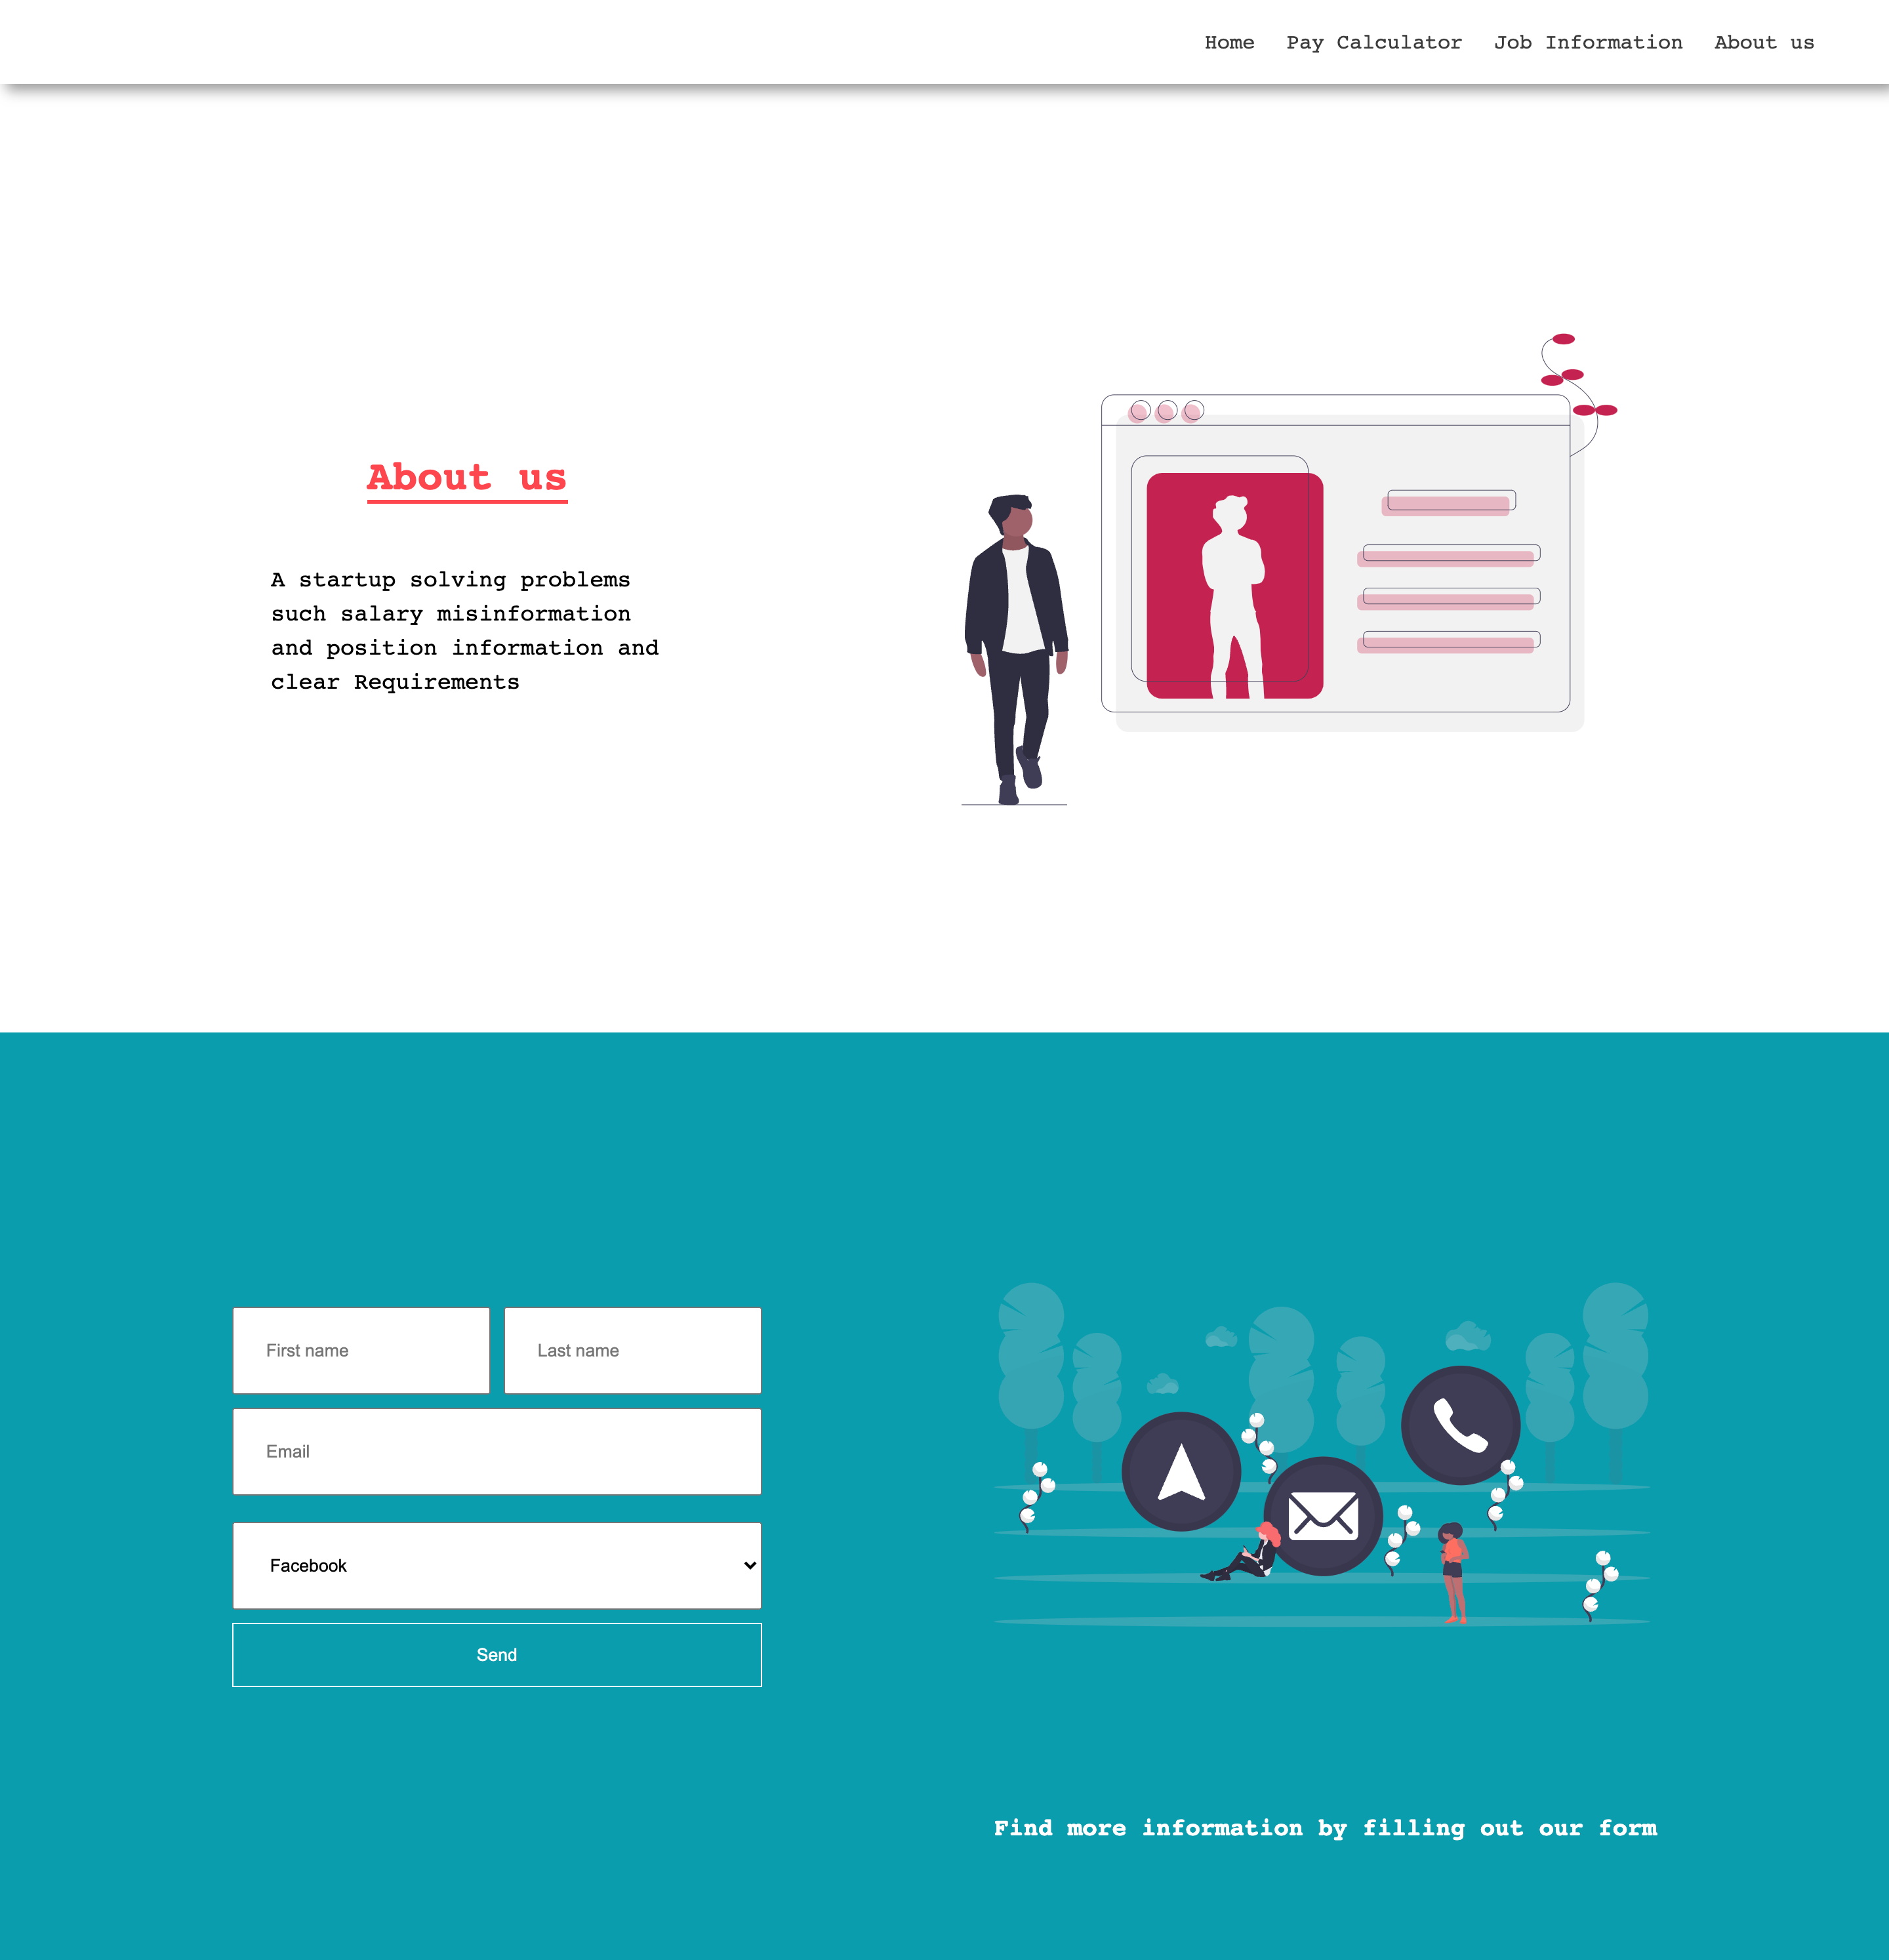 Home Pay Calculator Job Information About us
About us
A startup solving problems
such salary misinformation
and position information and
clear Requirements
First name Last name
Email
Facebook
Send
Find more information by filling out our form